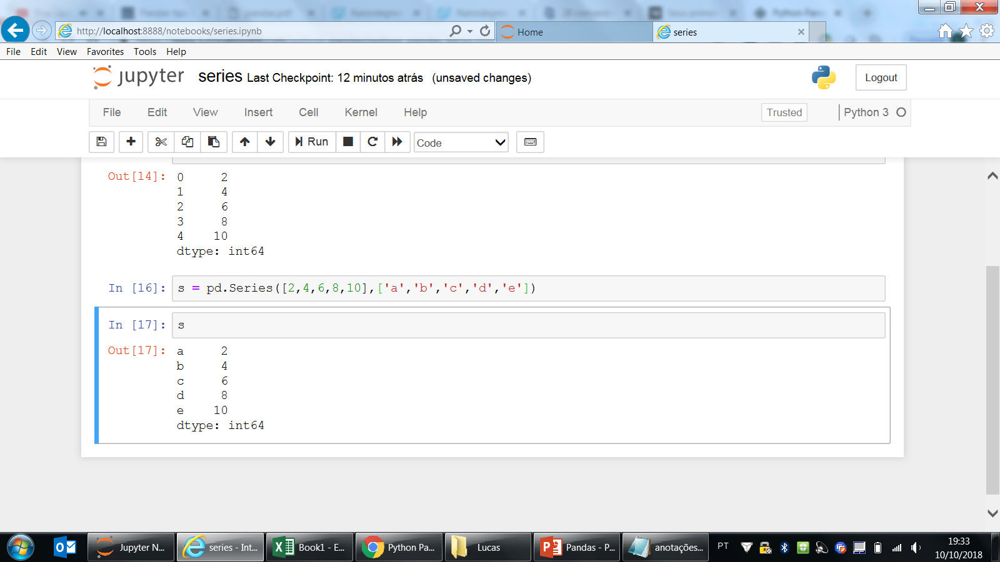 http://localhost:8888/notebooks/series.ipynb
Home
series
File Edit View Favorites Tools Help
jupyter series Last Checkpoint: 12 minutos atrás (unsaved changes)
Logout
File Edit View Insert Cell Kernel Help
Trusted
Python 3
Run
Code
Out[14]: 0 2
1 4
2 6
3 8
4 10
dtype: int64
In [16]: s = pd.Series([2,4,6,8,10],['a','b','c','d','e'])
In [17]: s
Out[17]: a 2
b 4
c 6
d 8
e 10
dtype: int64
Jupyter N...
series - Int...
Book1 - E...
Python Pa...
Lucas
Pandas - P...
anotações...
PT
19:33
10/10/2018